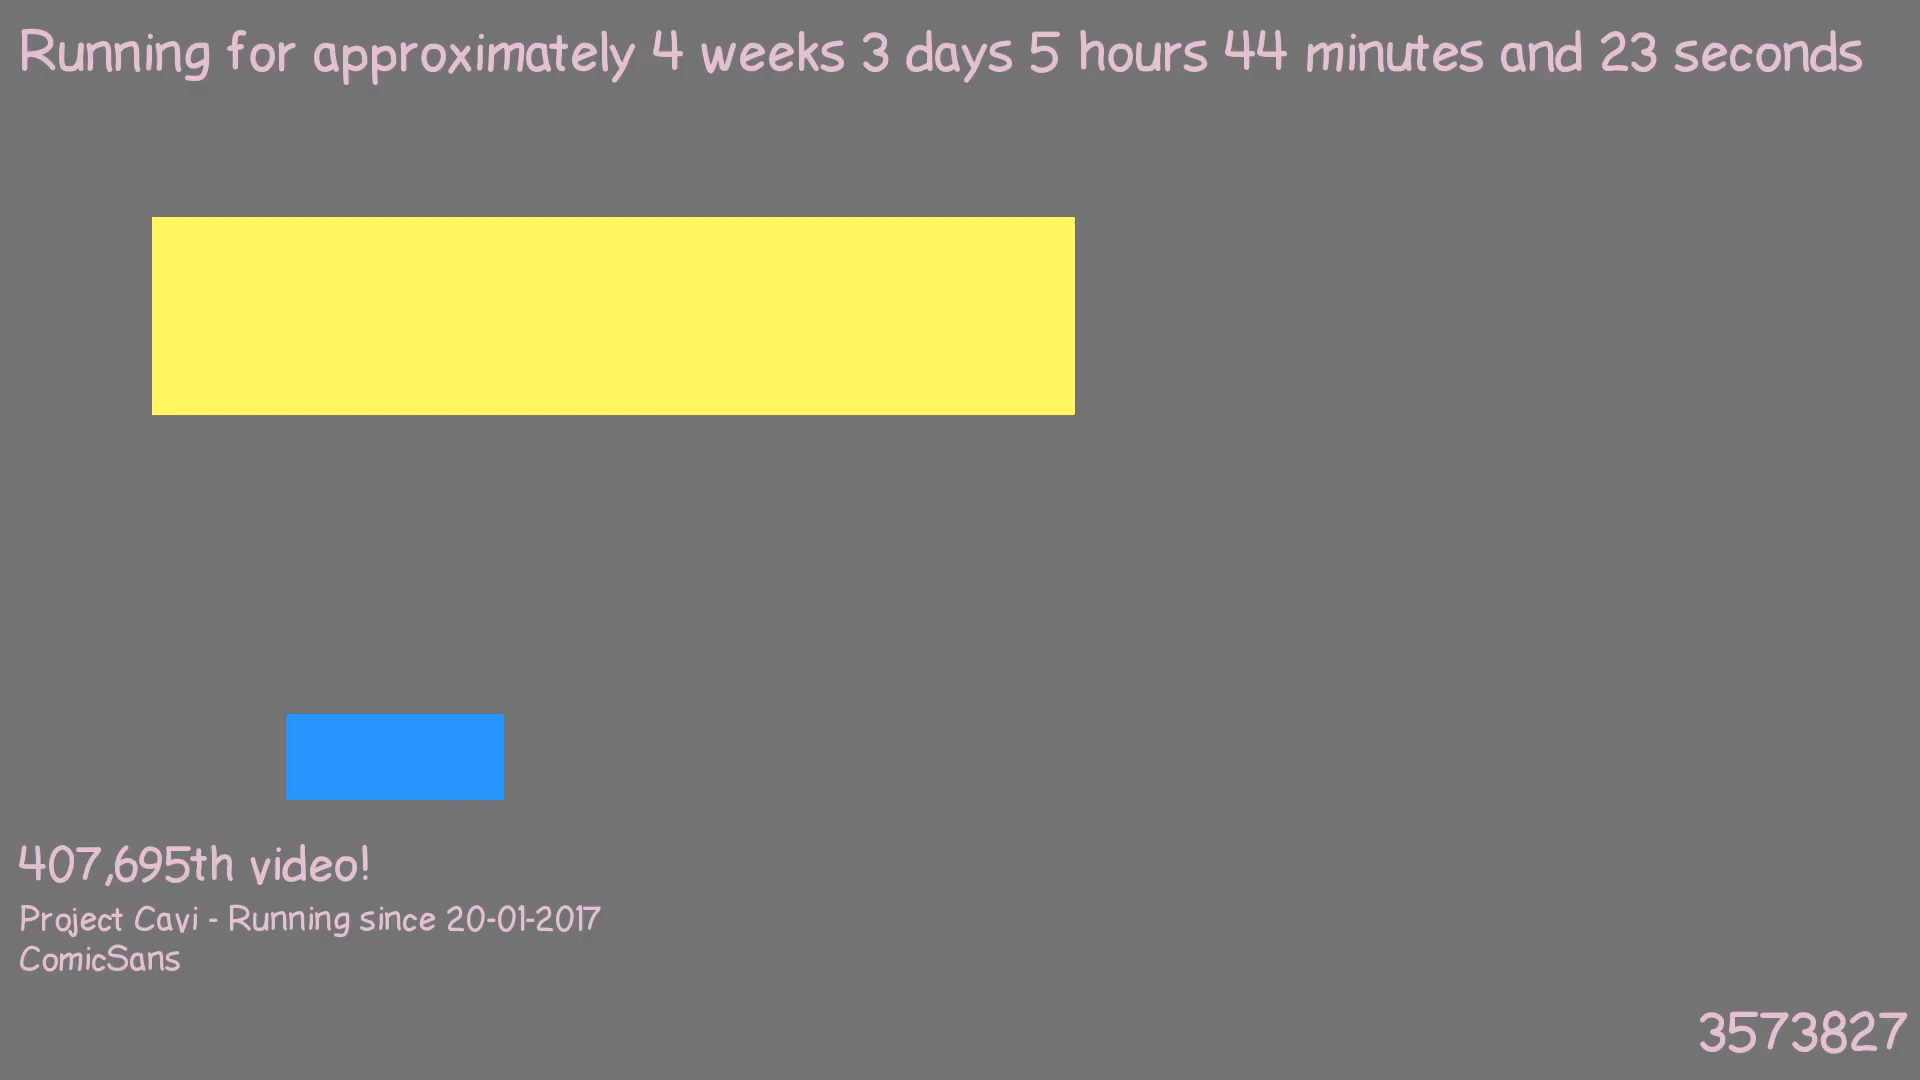 Running for approximately 4 weeks 3 days 5 hours 44 minutes and 23 seconds
407,695th video!
Project Cavi - Running since 20-01-2017
ComicSans
3573827